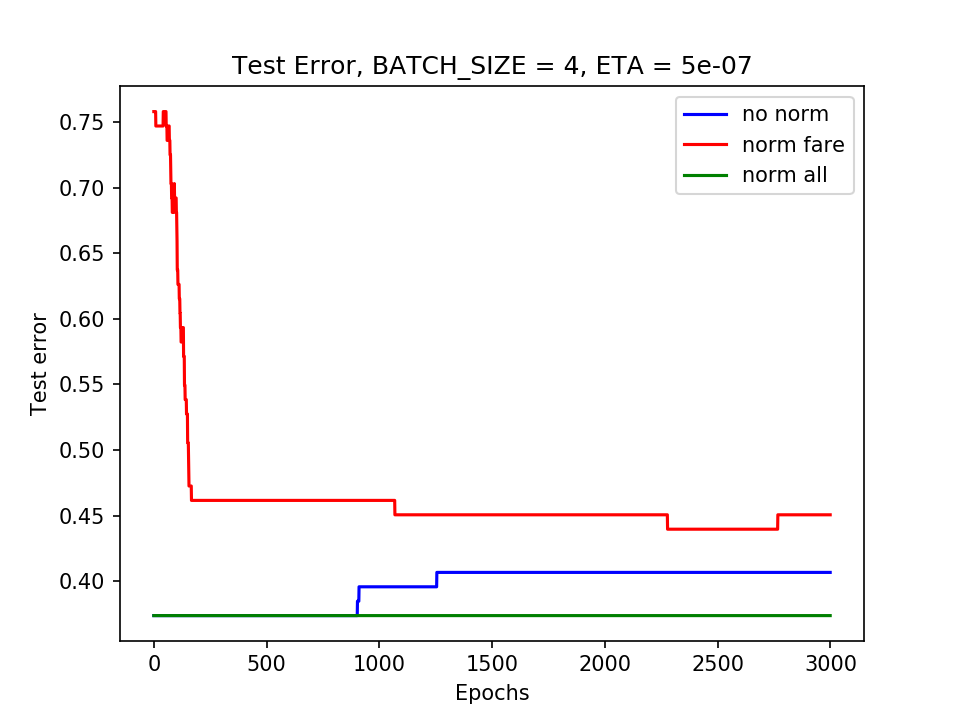 Test Error, BATCH_SIZE = 4, ETA = 5e-07
no norm
norm fare
norm all
Test error
0.75
0.70
0.65
0.60
0.55
0.50
0.45
0.40
0 500 1000 1500 2000 2500 3000
Epochs